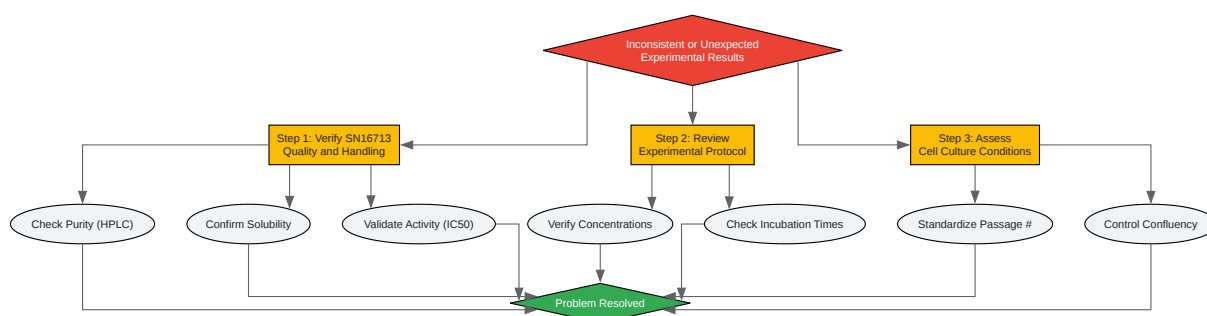 Inconsistent or Unexpected
Experimental Results
Step 1: Verify SN16713
Quality and Handling
Step 2: Review
Experimental Protocol
Step 3: Assess
Cell Culture Conditions
Check Purity (HPLC)
Confirm Solubility
Validate Activity (IC50)
Verify Concentrations
Check Incubation Times
Standardize Passage #
Control Confluency
Problem Resolved